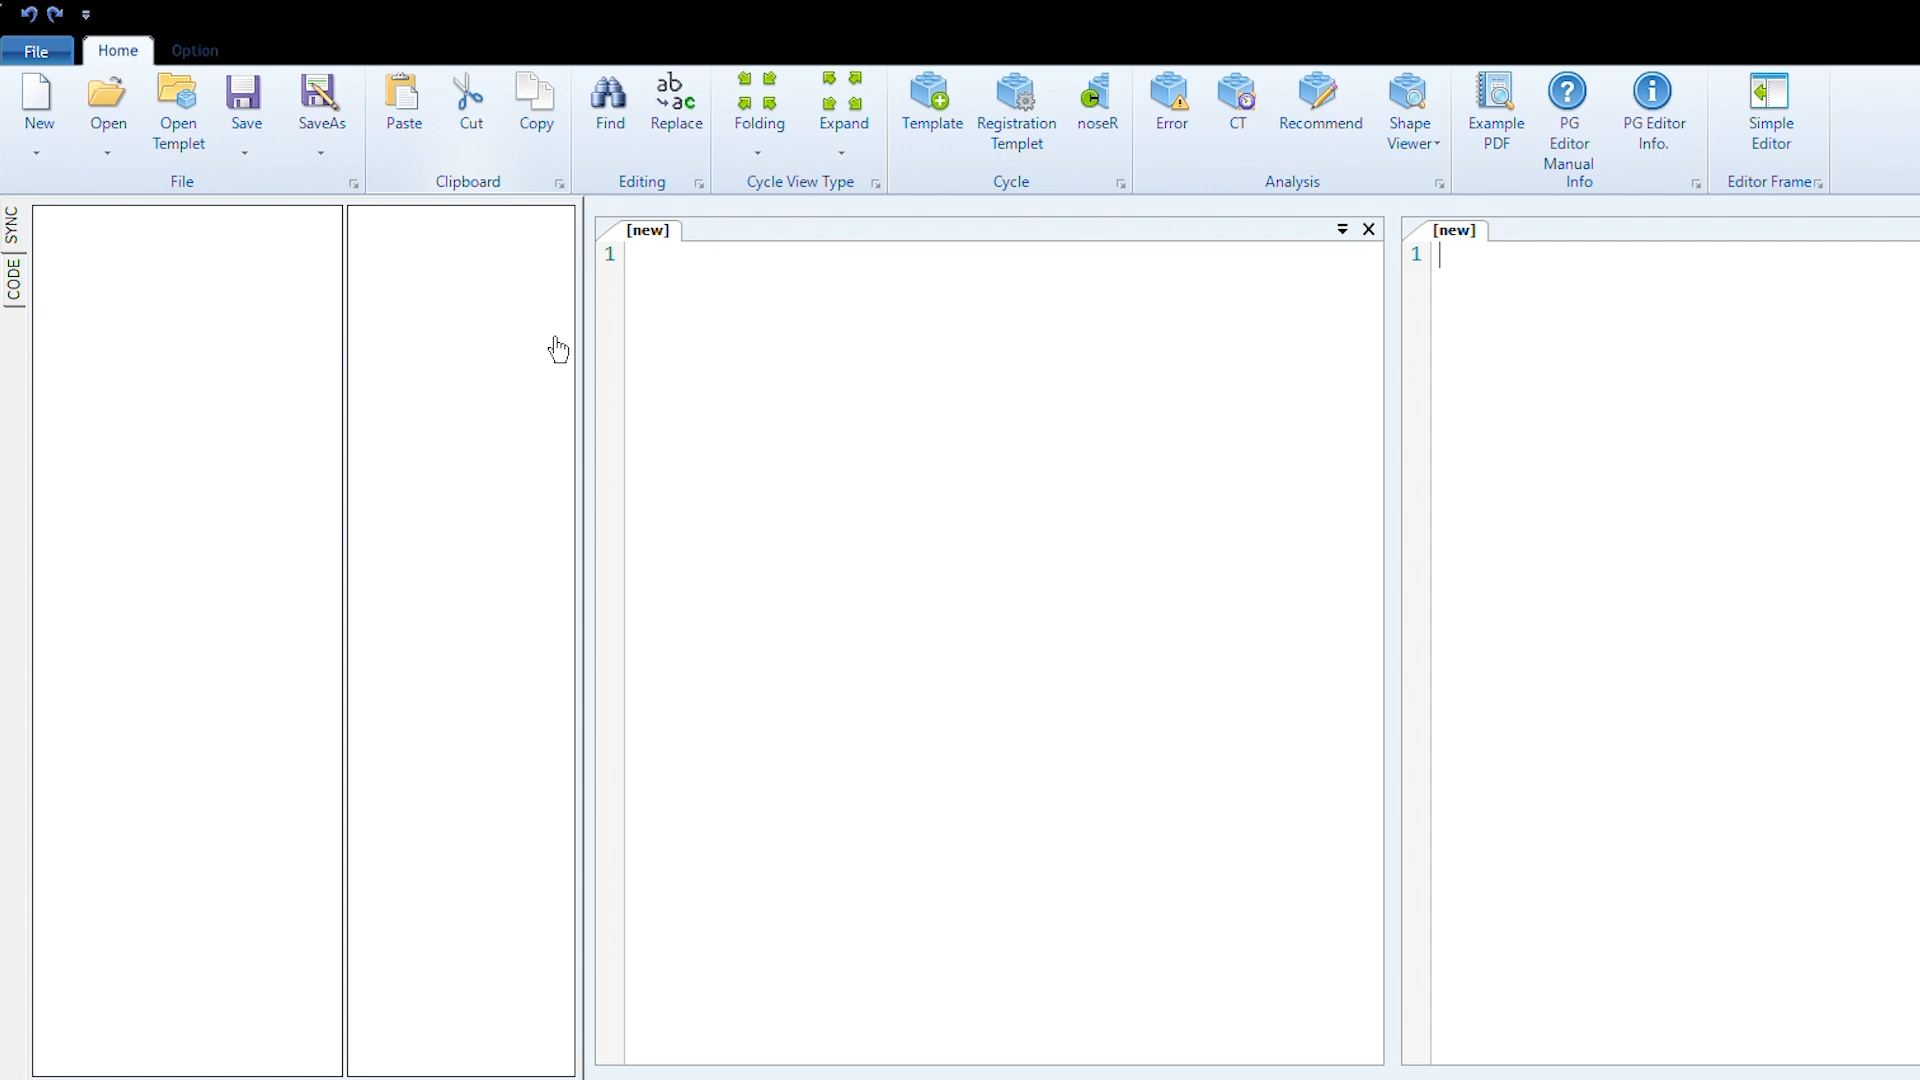 File Home Option
New Open Open Templet Save SaveAs Paste Cut Copy Find Replace Folding Expand Template Registration Templet noseR Error CT Recommend Shape Viewer Example PDF PG Editor Manual PG Editor Info. Simple Editor
File Clipboard Editing Cycle View Type Cycle Analysis Info Editor Frame
SYNC
CODE
[new] [new]
1 1